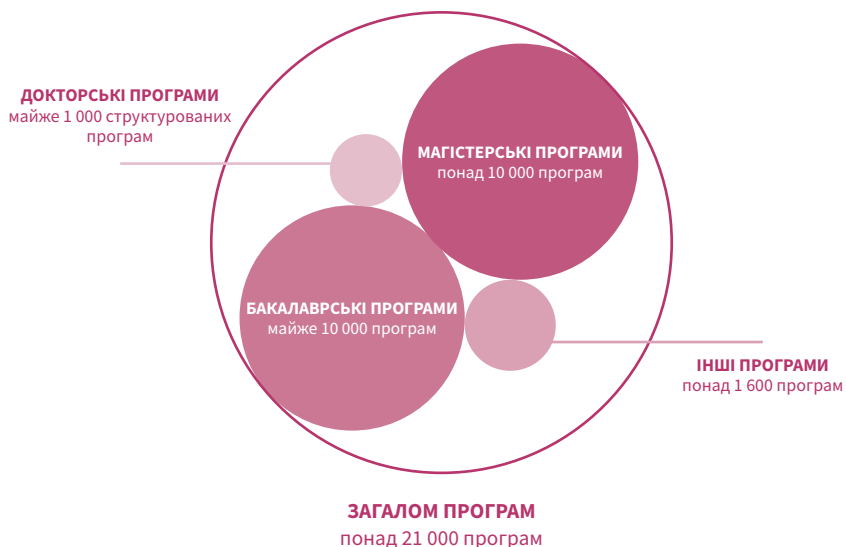 ДОКТОРСЬКІ ПРОГРАМИ
майже 1 000 структурованих
програм
МАГІСТЕРСЬКІ ПРОГРАМИ
понад 10 000 програм
БАКАЛАВРСЬКІ ПРОГРАМИ
майже 10 000 програм
ІНШІ ПРОГРАМИ
понад 1 600 програм
ЗАГАЛОМ ПРОГРАМ
понад 21 000 програм